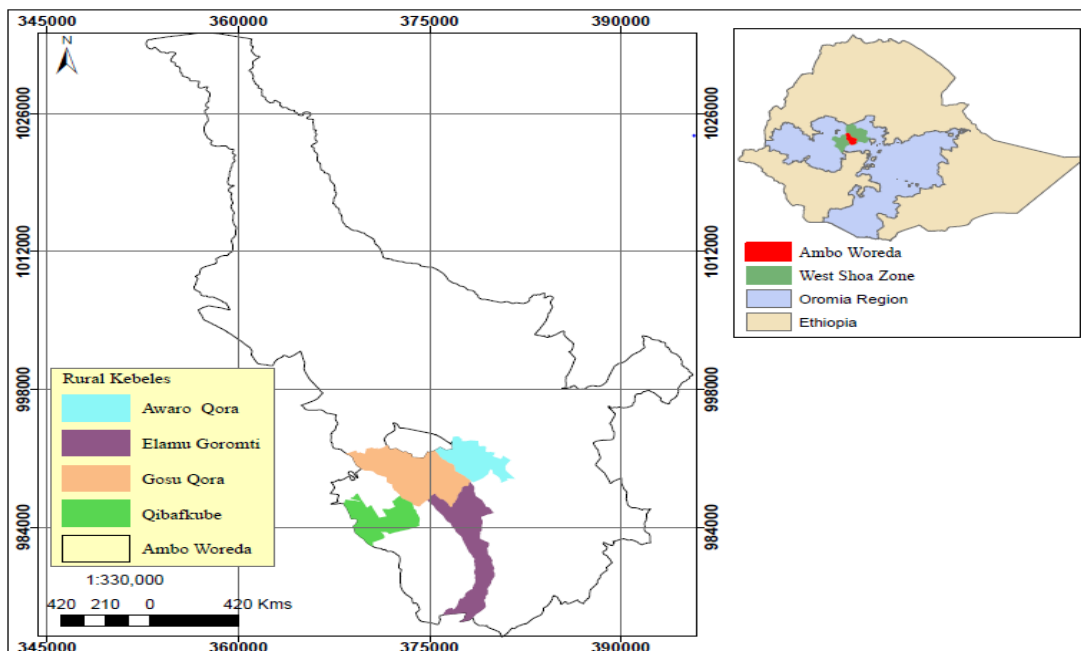 345000 360000 375000 390000
N
1026000 1026000
1012000 1012000
998000 998000
984000 984000
Rural Kebeles
Awaro Qora
Elamu Goromti
Gosu Qora
Qibafkube
Ambo Woreda
1:330,000
420 210 0 420 Kms
345000 360000 375000 390000
Ambo Woreda
West Shoa Zone
Oromia Region
Ethiopia